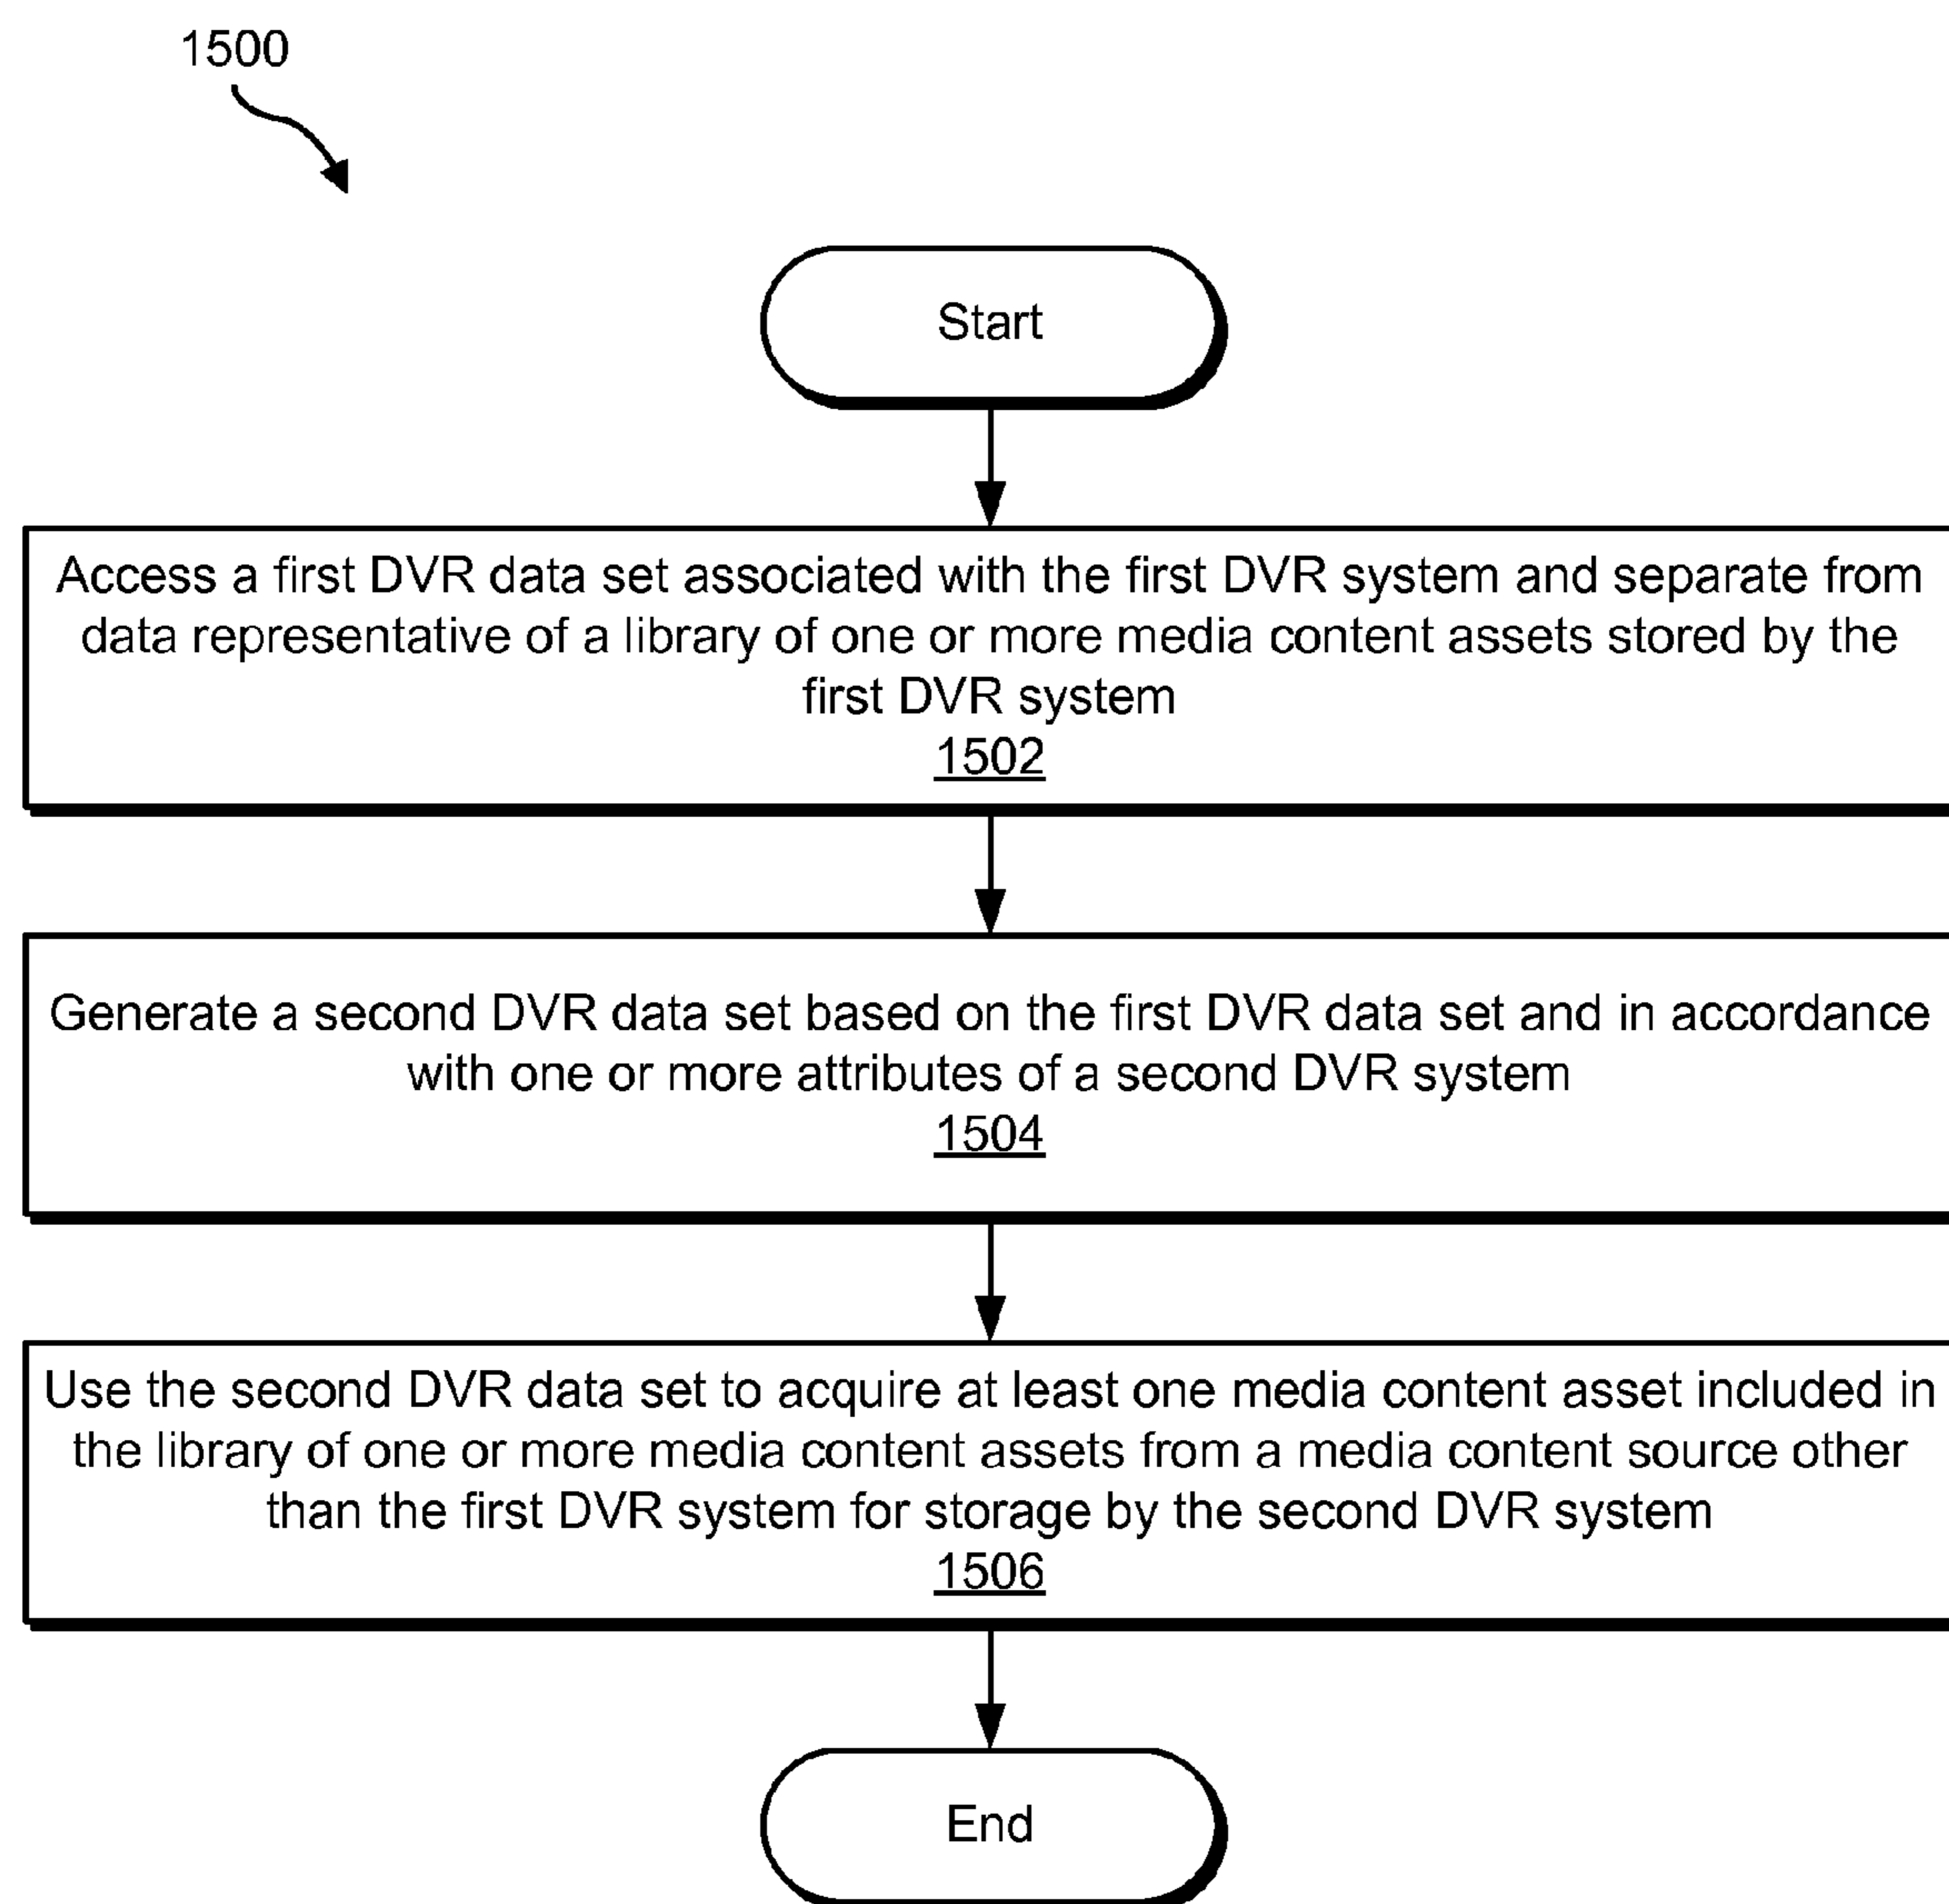 1500
Start
Access a first DVR data set associated with the first DVR system and separate from
data representative of a library of one or more media content assets stored by the
first DVR system
1502
Generate a second DVR data set based on the first DVR data set and in accordance
with one or more attributes of a second DVR system
1504
Use the second DVR data set to acquire at least one media content asset included in
the library of one or more media content assets from a media content source other
than the first DVR system for storage by the second DVR system
1506
End